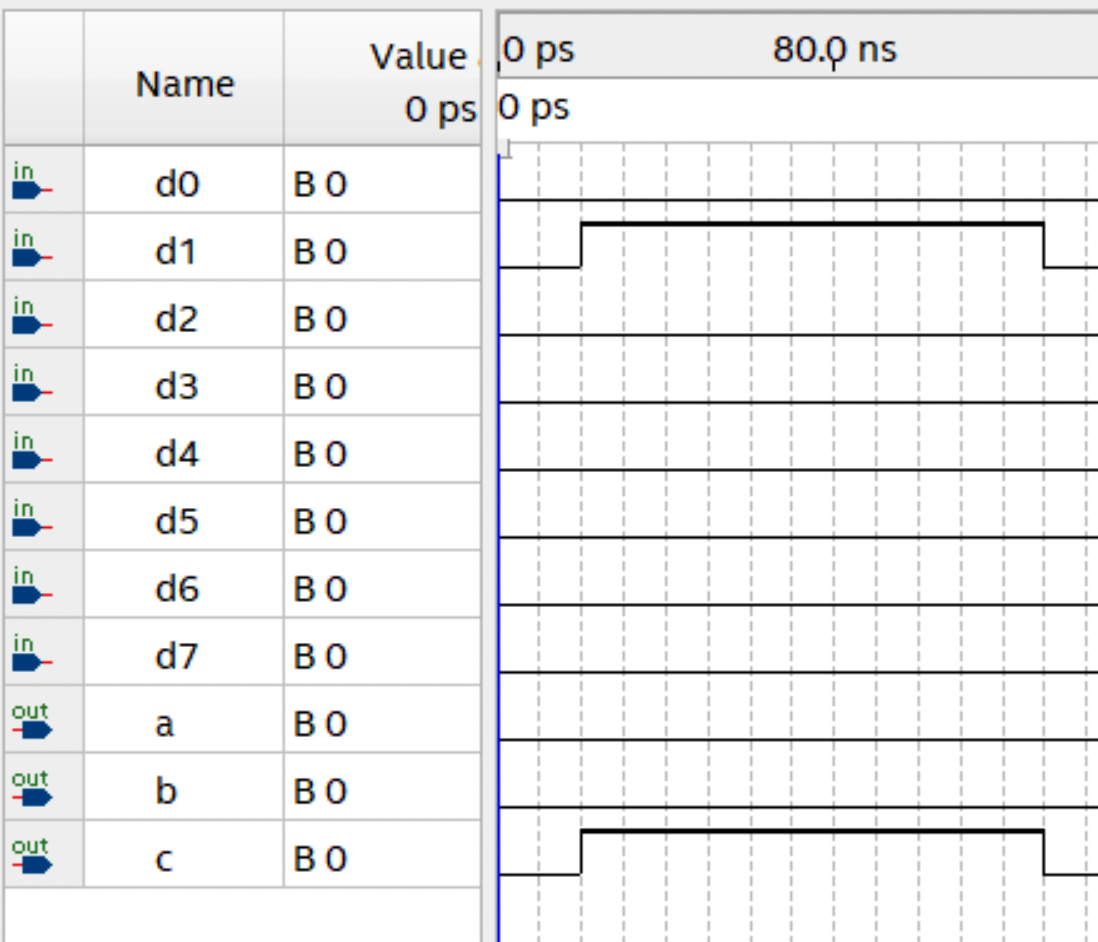 Name
Value
0 ps
0 ps 80.0 ns
0 ps
in d0 B 0
in d1 B 0
in d2 B 0
in d3 B 0
in d4 B 0
in d5 B 0
in d6 B 0
in d7 B 0
out a B 0
out b B 0
out c B 0